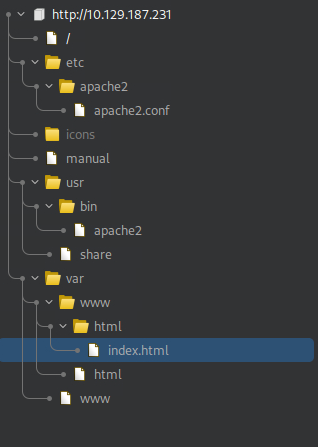 http://10.129.187.231
/
etc
apache2
apache2.conf
icons
manual
usr
bin
apache2
share
var
www
html
index.html
html
www